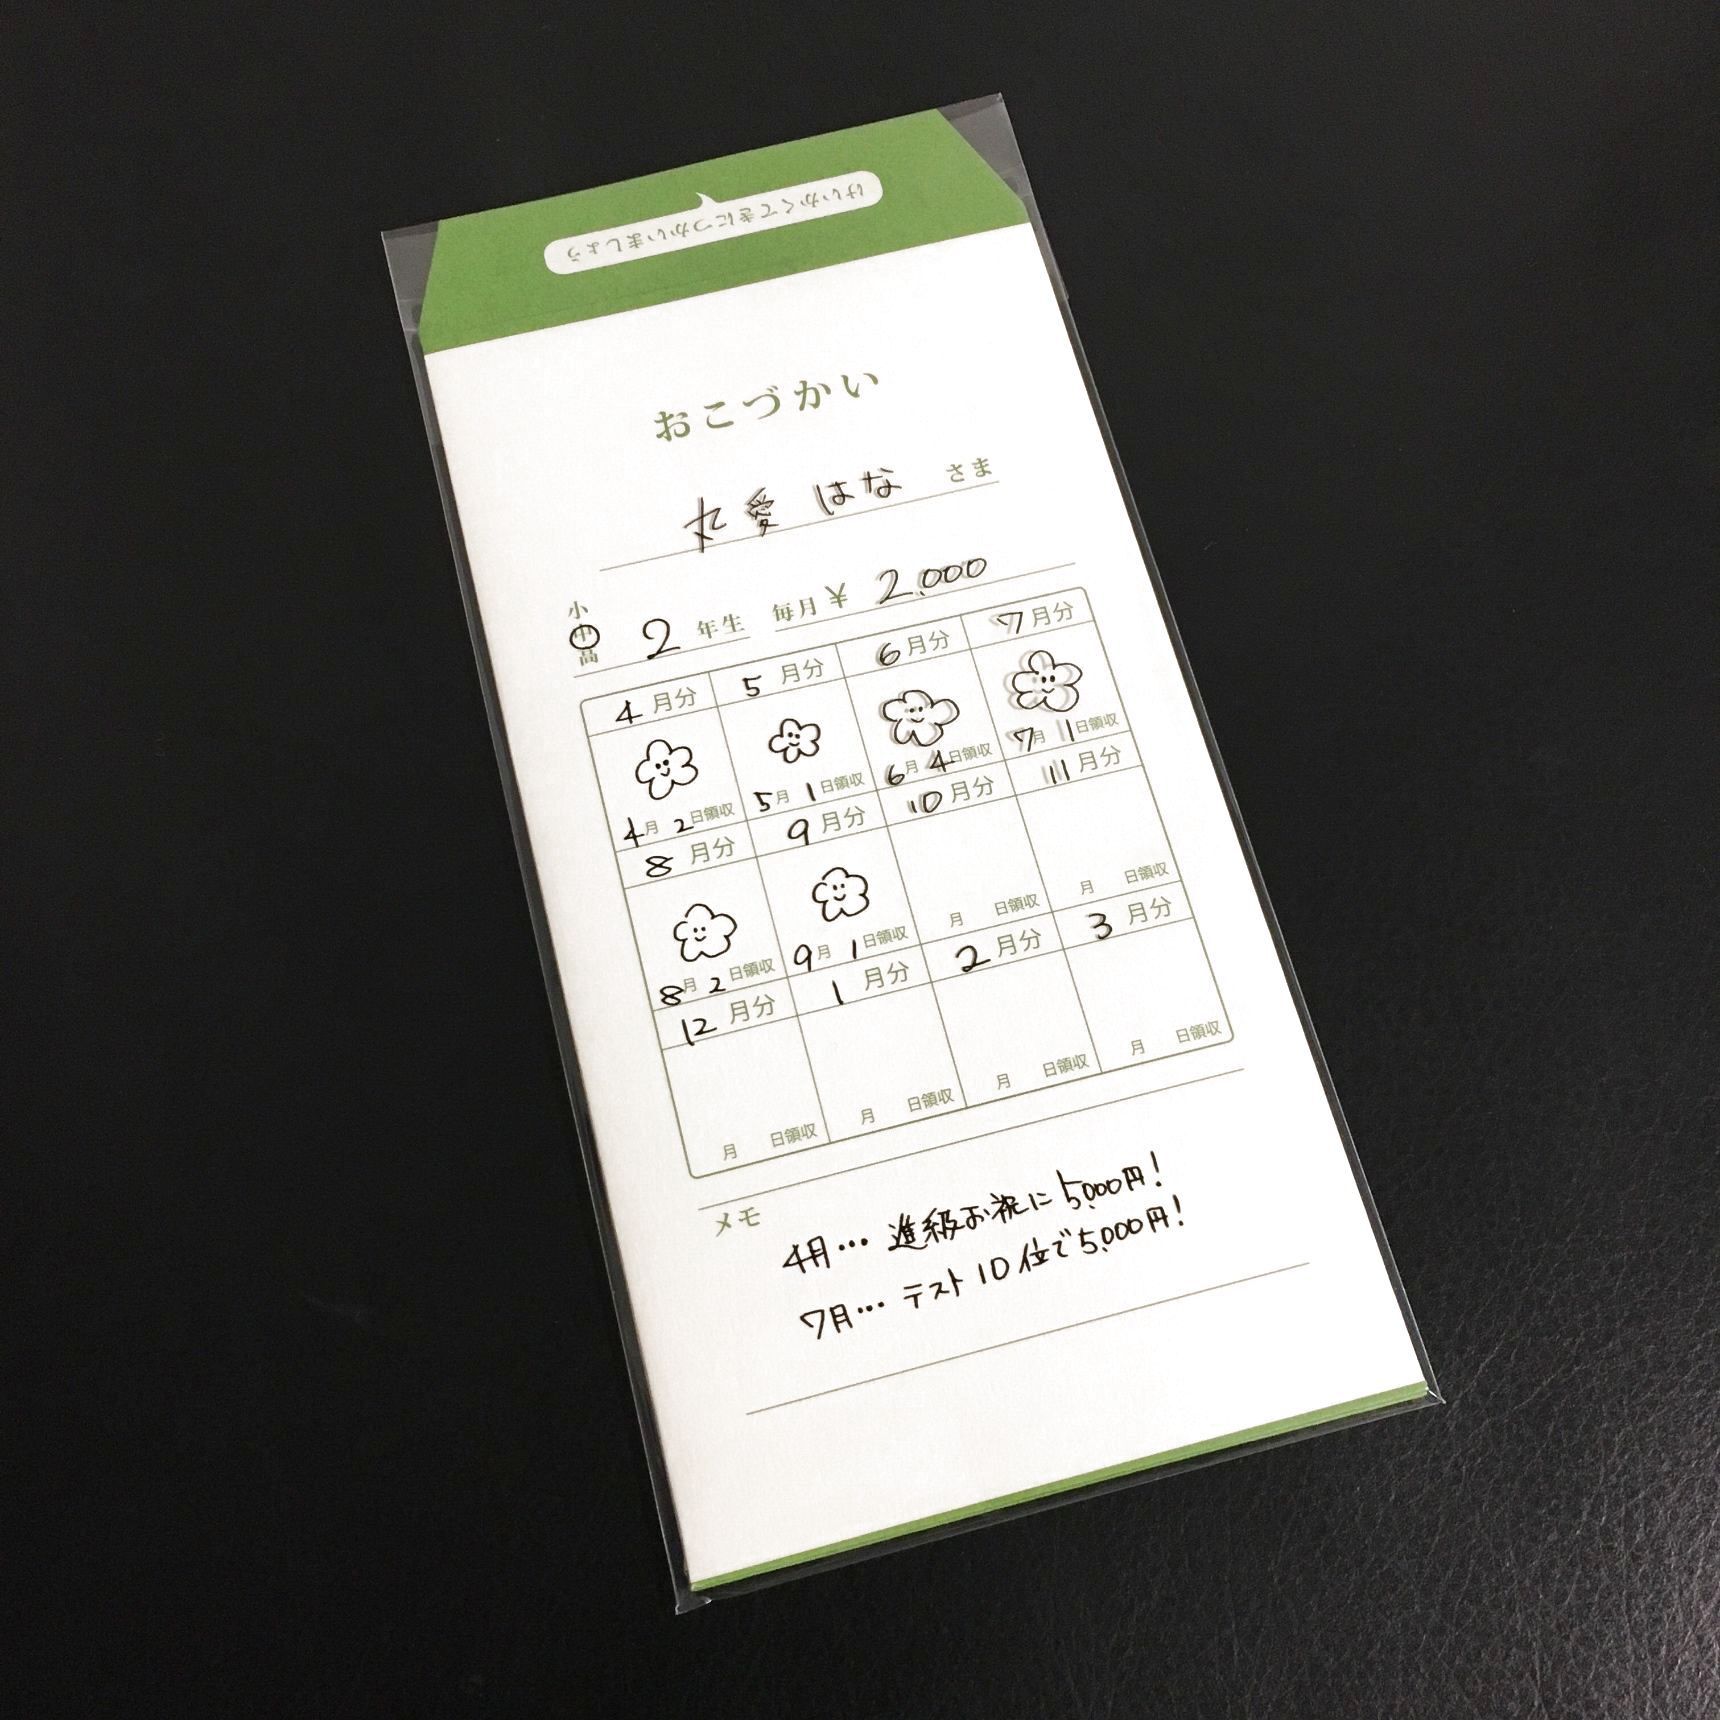 けいかくてきにつかいましょう
おこづかい
丸愛 はな さま
小
中
高
2 年生 毎月¥ 2,000
4月分 5月分 6月分 7月分
4月2日領収 5月1日領収 6月4日領収 7月1日領収
8月分 9月分 10月分 11月分
8月2日領収 9月1日領収 月 日領収 月 日領収
12月分 1月分 2月分 3月分
月 日領収 月 日領収 月 日領収 月 日領収
メモ
4月… 進級お祝に5,000円!
7月… テスト10位で5,000円!